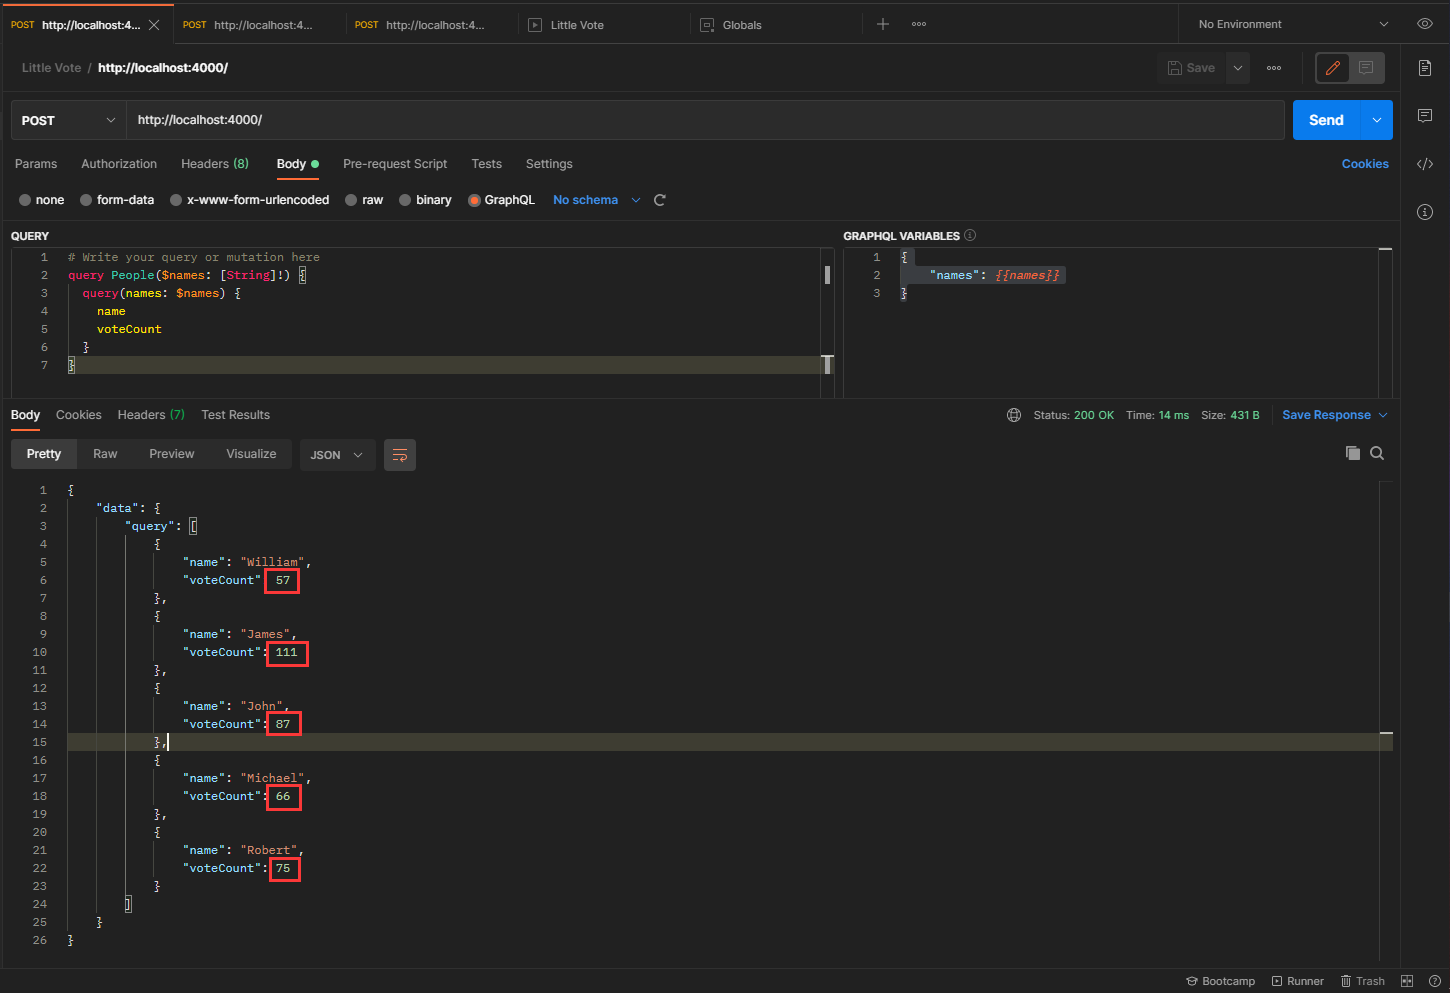 POST http://localhost:4...
POST http://localhost:4...
POST http://localhost:4...
Little Vote
Globals
No Environment
Little Vote / http://localhost:4000/
Save
POST
http://localhost:4000/
Send
Params Authorization Headers (8) Body Pre-request Script Tests Settings Cookies
none form-data x-www-form-urlencoded raw binary GraphQL No schema
QUERY
1 # Write your query or mutation here
2 query People($names: [String]!) {
3 query(names: $names) {
4 name
5 voteCount
6 }
7 }
GRAPHQL VARIABLES
1 {
2 "names": {{names}}
3 }
Body Cookies Headers (7) Test Results Status: 200 OK Time: 14 ms Size: 431 B Save Response
Pretty Raw Preview Visualize JSON
1 {
2 "data": {
3 "query": [
4 {
5 "name": "William",
6 "voteCount" 57
7 },
8 {
9 "name": "James",
10 "voteCount": 111
11 },
12 {
13 "name": "John",
14 "voteCount": 87
15 },
16 {
17 "name": "Michael",
18 "voteCount": 66
19 },
20 {
21 "name": "Robert",
22 "voteCount": 75
23 }
24 ]
25 }
26 }
Bootcamp Runner Trash